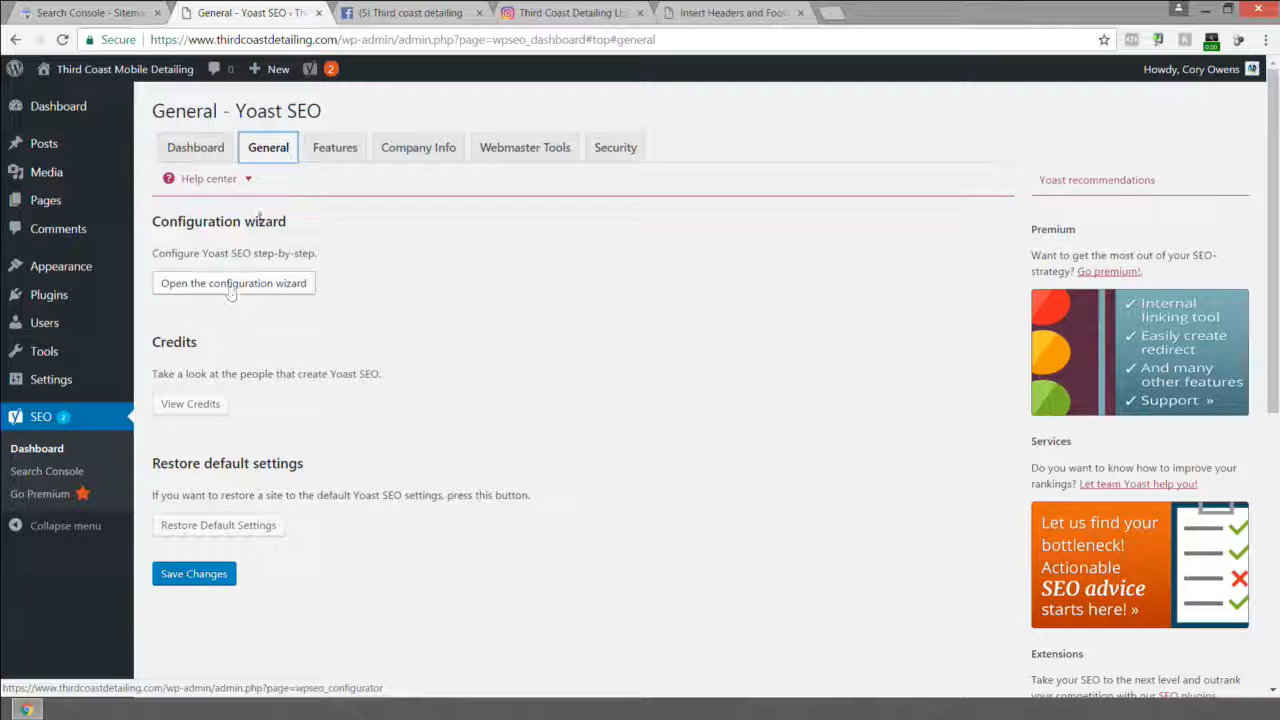 Search Console - Sitema
General - Yoast SEO ‹ Th
(5) Third coast detailing
Third Coast Detailing LL
Insert Headers and Foot
Secure
https://www.thirdcoastdetailing.com/wp-admin/admin.php?page=wpseo_dashboard#top#general
0.00
Third Coast Mobile Detailing
0
New
2
Howdy, Cory Owens
Dashboard
Posts
Media
Pages
Comments
Appearance
Plugins
Users
Tools
Settings
SEO 2
Dashboard
Search Console
Go Premium
Collapse menu
General - Yoast SEO
Dashboard
General
Features
Company Info
Webmaster Tools
Security
Help center
Configuration wizard
Configure Yoast SEO step-by-step.
Open the configuration wizard
Credits
Take a look at the people that create Yoast SEO.
View Credits
Restore default settings
If you want to restore a site to the default Yoast SEO settings, press this button.
Restore Default Settings
Save Changes
Yoast recommendations
Premium
Want to get the most out of your SEO-
strategy? Go premium!.
✓ Internal
linking tool
✓ Easily create
redirect
✓ And many
other features
✓ Support »
Services
Do you want to know how to improve your
rankings? Let team Yoast help you!
Let us find your
bottleneck!
Actionable
SEO advice
starts here! »
Extensions
Take your SEO to the next level and outrank
your competition with our SEO plugins.
https://www.thirdcoastdetailing.com/wp-admin/admin.php?page=wpseo_configurator